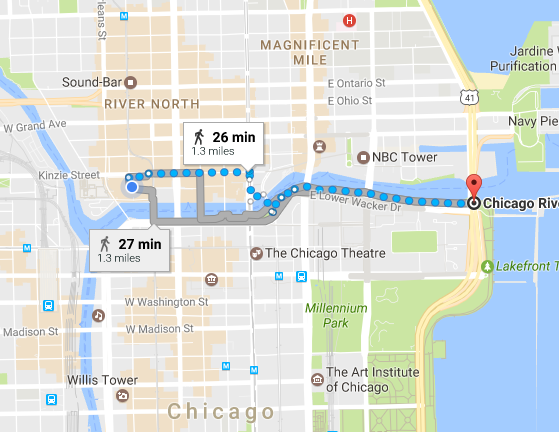 leans St
MAGNIFICENT
MILE
H
Jardine W
Purification
Sound-Bar
E Ontario St
E Ohio St
41
RIVER NORTH
W Grand Ave
Navy Pie
26 min
1.3 miles
NBC Tower
Kinzie Street
E Lower Wacker Dr
Chicago Rive
27 min
1.3 miles
The Chicago Theatre
Lakefront T
W Washington St
Millennium
Park
Madison St
W Madison St
Willis Tower
The Art Institute
of Chicago
Chicago